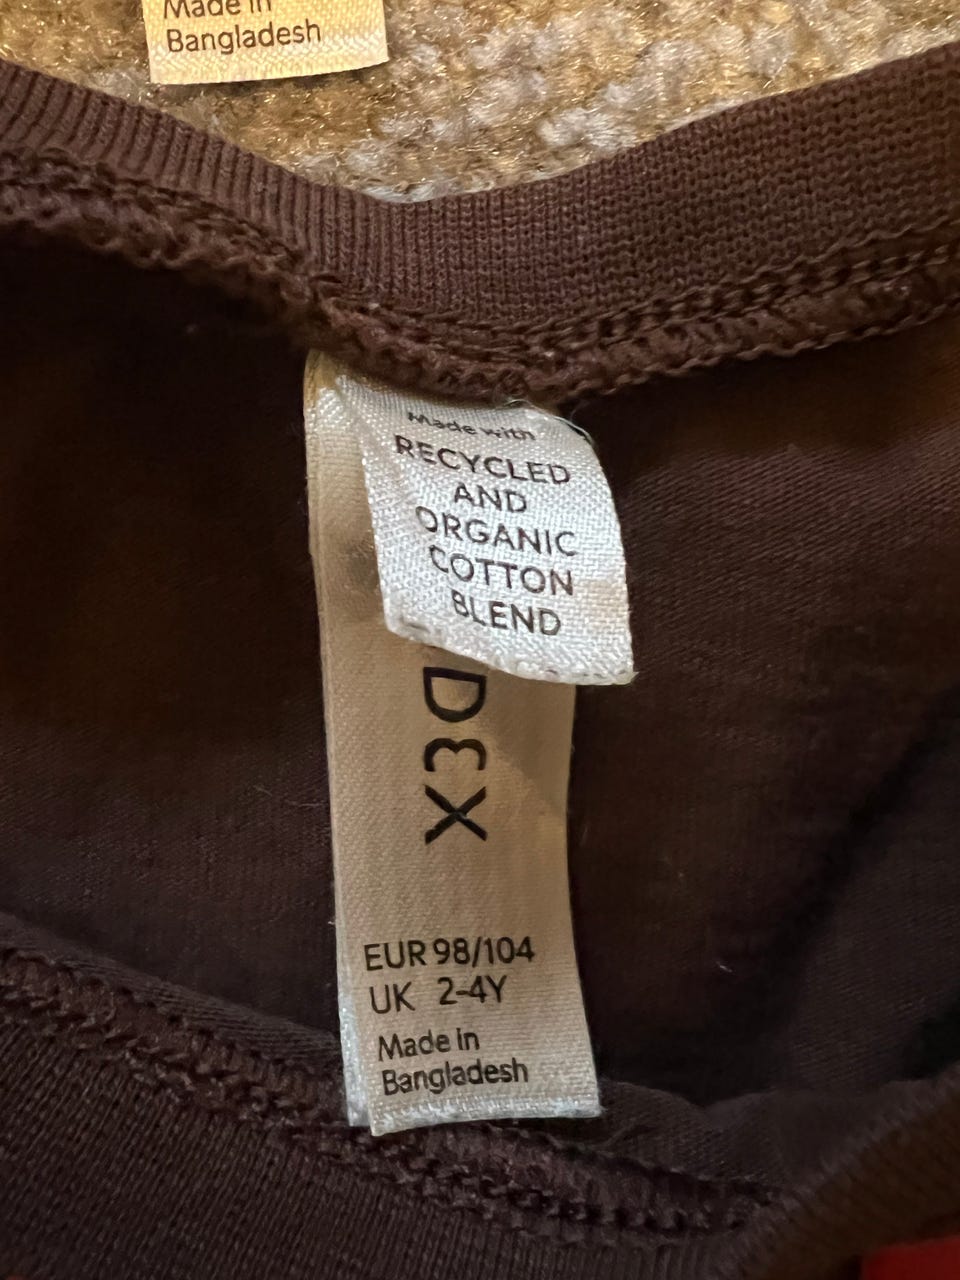 Made in
Bangladesh
Made with
RECYCLED
AND
ORGANIC
COTTON
BLEND
EUR 98/104
UK 2-4Y
Made in
Bangladesh